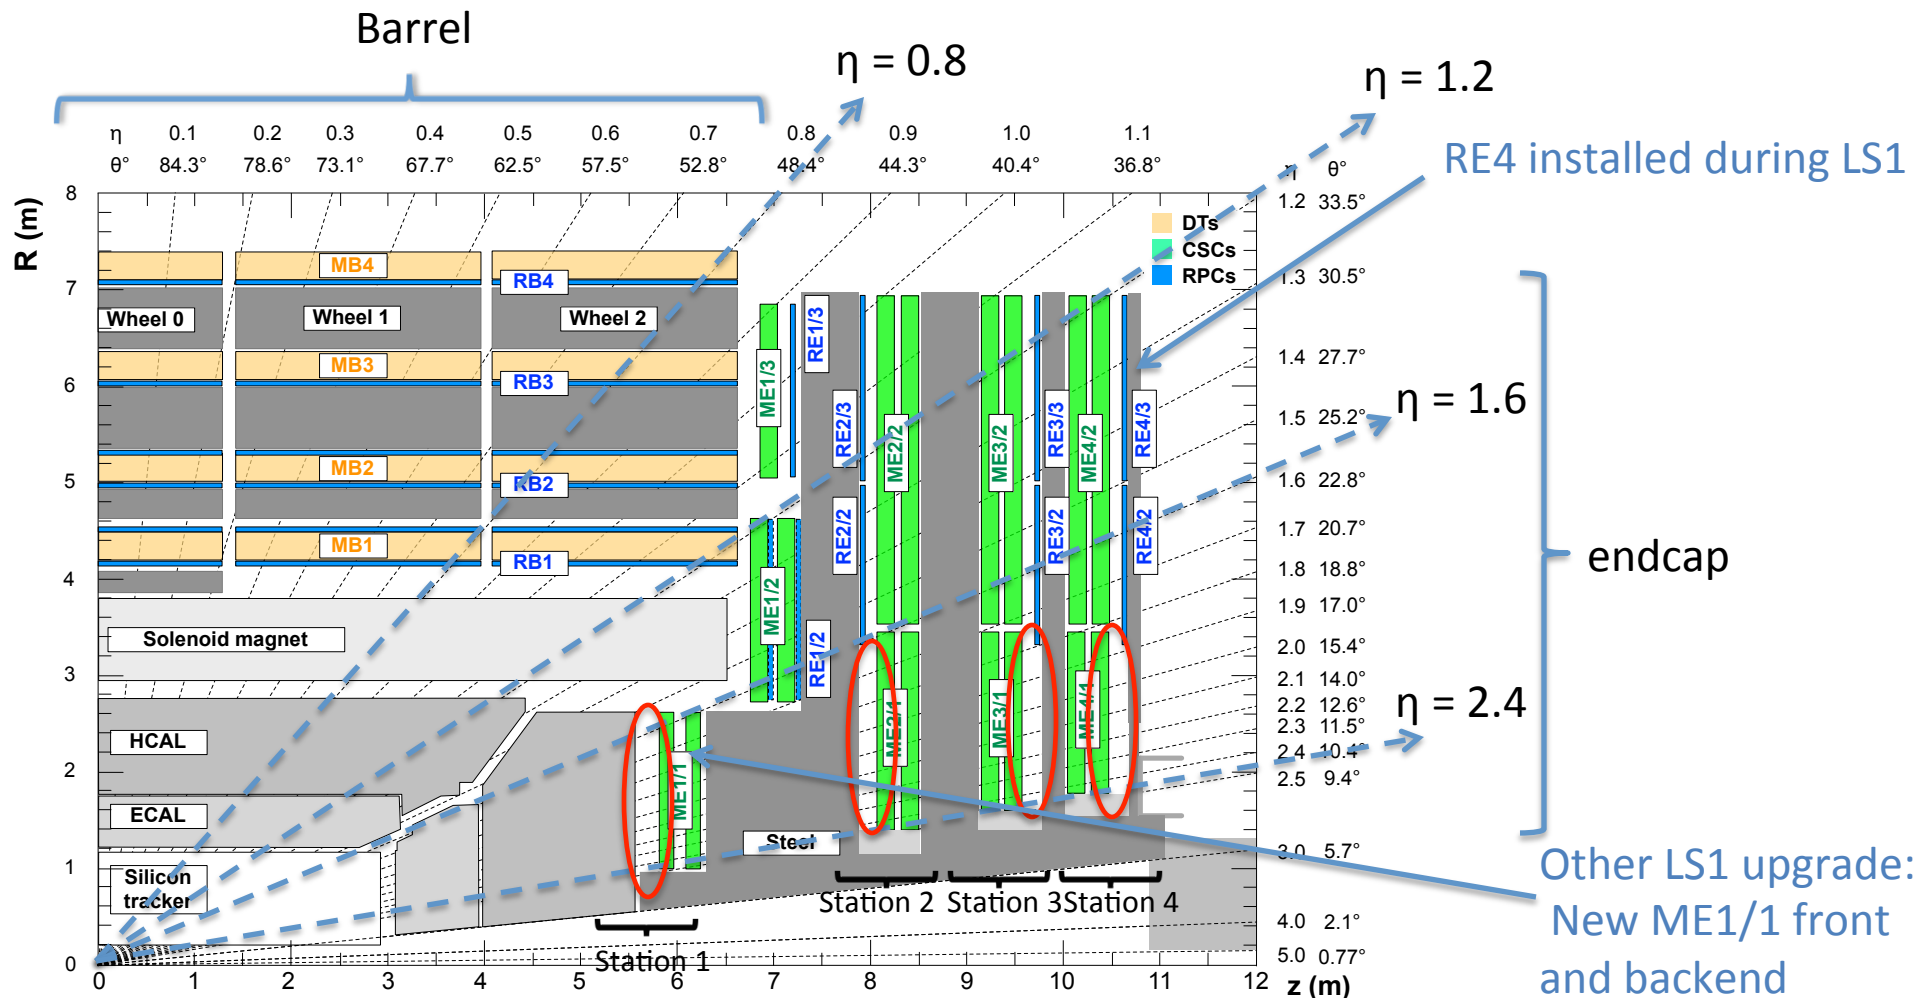 Barrel
η = 0.8
η = 1.2
η 0.1 0.2 0.3 0.4 0.5 0.6 0.7 0.8 0.9 1.0 1.1
θ° 84.3° 78.6° 73.1° 67.7° 62.5° 57.5° 52.8° 48.4° 44.3° 40.4° 36.8°
RE4 installed during LS1
η θ°
1.2 33.5°
1.3 30.5°
1.4 27.7°
1.5 25.2°
1.6 22.8°
1.7 20.7°
1.8 18.8°
1.9 17.0°
2.0 15.4°
2.1 14.0°
2.2 12.6°
2.3 11.5°
2.4 10.4°
2.5 9.4°
3.0 5.7°
4.0 2.1°
5.0 0.77°
R (m)
8
7
6
5
4
3
2
1
0
DTs
CSCs
RPCs
MB4
RB4
Wheel 0
Wheel 1
Wheel 2
MB3
RB3
MB2
RB2
MB1
RB1
Solenoid magnet
HCAL
ECAL
Silicon
tracker
Steel
ME1/3
RE1/3
ME1/2
RE1/2
ME1/1
RE2/3
RE2/2
ME2/2
ME2/1
ME3/2
ME3/1
RE3/3
RE3/2
ME4/2
ME4/1
RE4/3
RE4/2
η = 1.6
endcap
η = 2.4
Station 1
Station 2
Station 3
Station 4
0 1 2 3 4 5 6 7 8 9 10 11 12
z (m)
Other LS1 upgrade:
New ME1/1 front
and backend